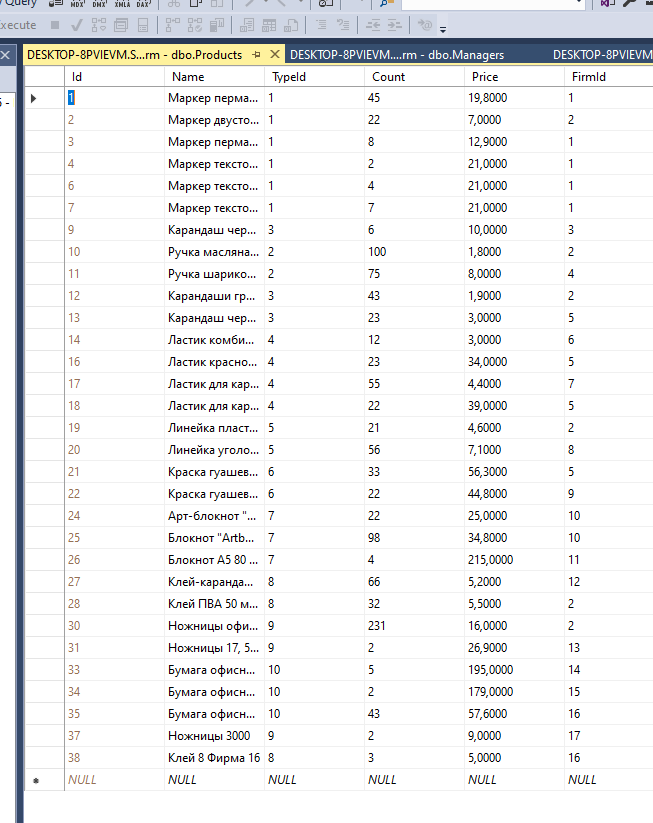 Query
MDX DMX XMLA DAX
xecute
DESKTOP-8PVIEVM.S...rm - dbo.Products DESKTOP-8PVIEVM....rm - dbo.Managers DESKTOP-8PVIEVM
Id Name TypeId Count Price FirmId
1 Маркер перма... 1 45 19,8000 1
2 Маркер двусто... 1 22 7,0000 2
3 Маркер перма... 1 8 12,9000 1
4 Маркер тексто... 1 2 21,0000 1
6 Маркер тексто... 1 4 21,0000 1
7 Маркер тексто... 1 7 21,0000 1
9 Карандаш чер... 3 6 10,0000 3
10 Ручка масляна... 2 100 1,8000 2
11 Ручка шарико... 2 75 8,0000 4
12 Карандаши гр... 3 43 1,9000 2
13 Карандаш чер... 3 23 3,0000 5
14 Ластик комби... 4 12 3,0000 6
16 Ластик красно... 4 23 34,0000 5
17 Ластик для кар... 4 55 4,4000 7
18 Ластик для кар... 4 22 39,0000 5
19 Линейка пласт... 5 21 4,6000 2
20 Линейка уголо... 5 56 7,1000 8
21 Краска гуашев... 6 33 56,3000 5
22 Краска гуашев... 6 22 44,8000 9
24 Арт-блокнот "... 7 22 25,0000 10
25 Блокнот "Artb... 7 98 34,8000 10
26 Блокнот А5 80 ... 7 4 215,0000 11
27 Клей-каранда... 8 66 5,2000 12
28 Клей ПВА 50 м... 8 32 5,5000 2
30 Ножницы офи... 9 231 16,0000 2
31 Ножницы 17, 5... 9 2 26,9000 13
33 Бумага офисн... 10 5 195,0000 14
34 Бумага офисн... 10 2 179,0000 15
35 Бумага офисн... 10 43 57,6000 16
37 Ножницы 3000 9 2 9,0000 17
38 Клей 8 Фирма 16 8 3 5,0000 16
NULL NULL NULL NULL NULL NULL